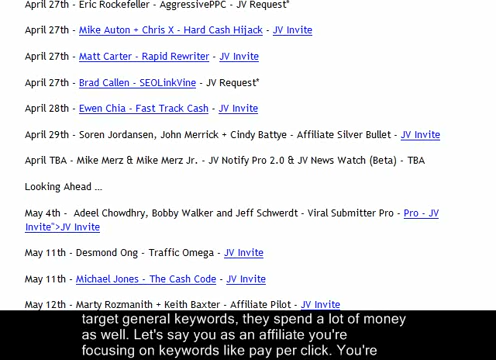 April 27th - Eric Rockefeller - AggressivePPC - JV Request*
April 27th - Mike Auton + Chris X - Hard Cash Hijack - JV Invite
April 27th - Matt Carter - Rapid Rewriter - JV Invite
April 27th - Brad Callen - SEOLinkVine - JV Request*
April 28th - Ewen Chia - Fast Track Cash - JV Invite
April 29th - Soren Jordansen, John Merrick + Cindy Battye - Affiliate Silver Bullet - JV Invite
April TBA - Mike Merz & Mike Merz Jr. - JV Notify Pro 2.0 & JV News Watch (Beta) - TBA
Looking Ahead ...
May 4th - Adeel Chowdhry, Bobby Walker and Jeff Schwerdt - Viral Submitter Pro - Pro - JV
Invite">JV Invite
May 11th - Desmond Ong - Traffic Omega - JV Invite
May 11th - Michael Jones - The Cash Code - JV Invite
May 12th - Marty Rozmanith + Keith Baxter - Affiliate Pilot - JV Invite
target general keywords, they spend a lot of money
as well. Let's say you as an affiliate you're
focusing on keywords like pay per click. You're